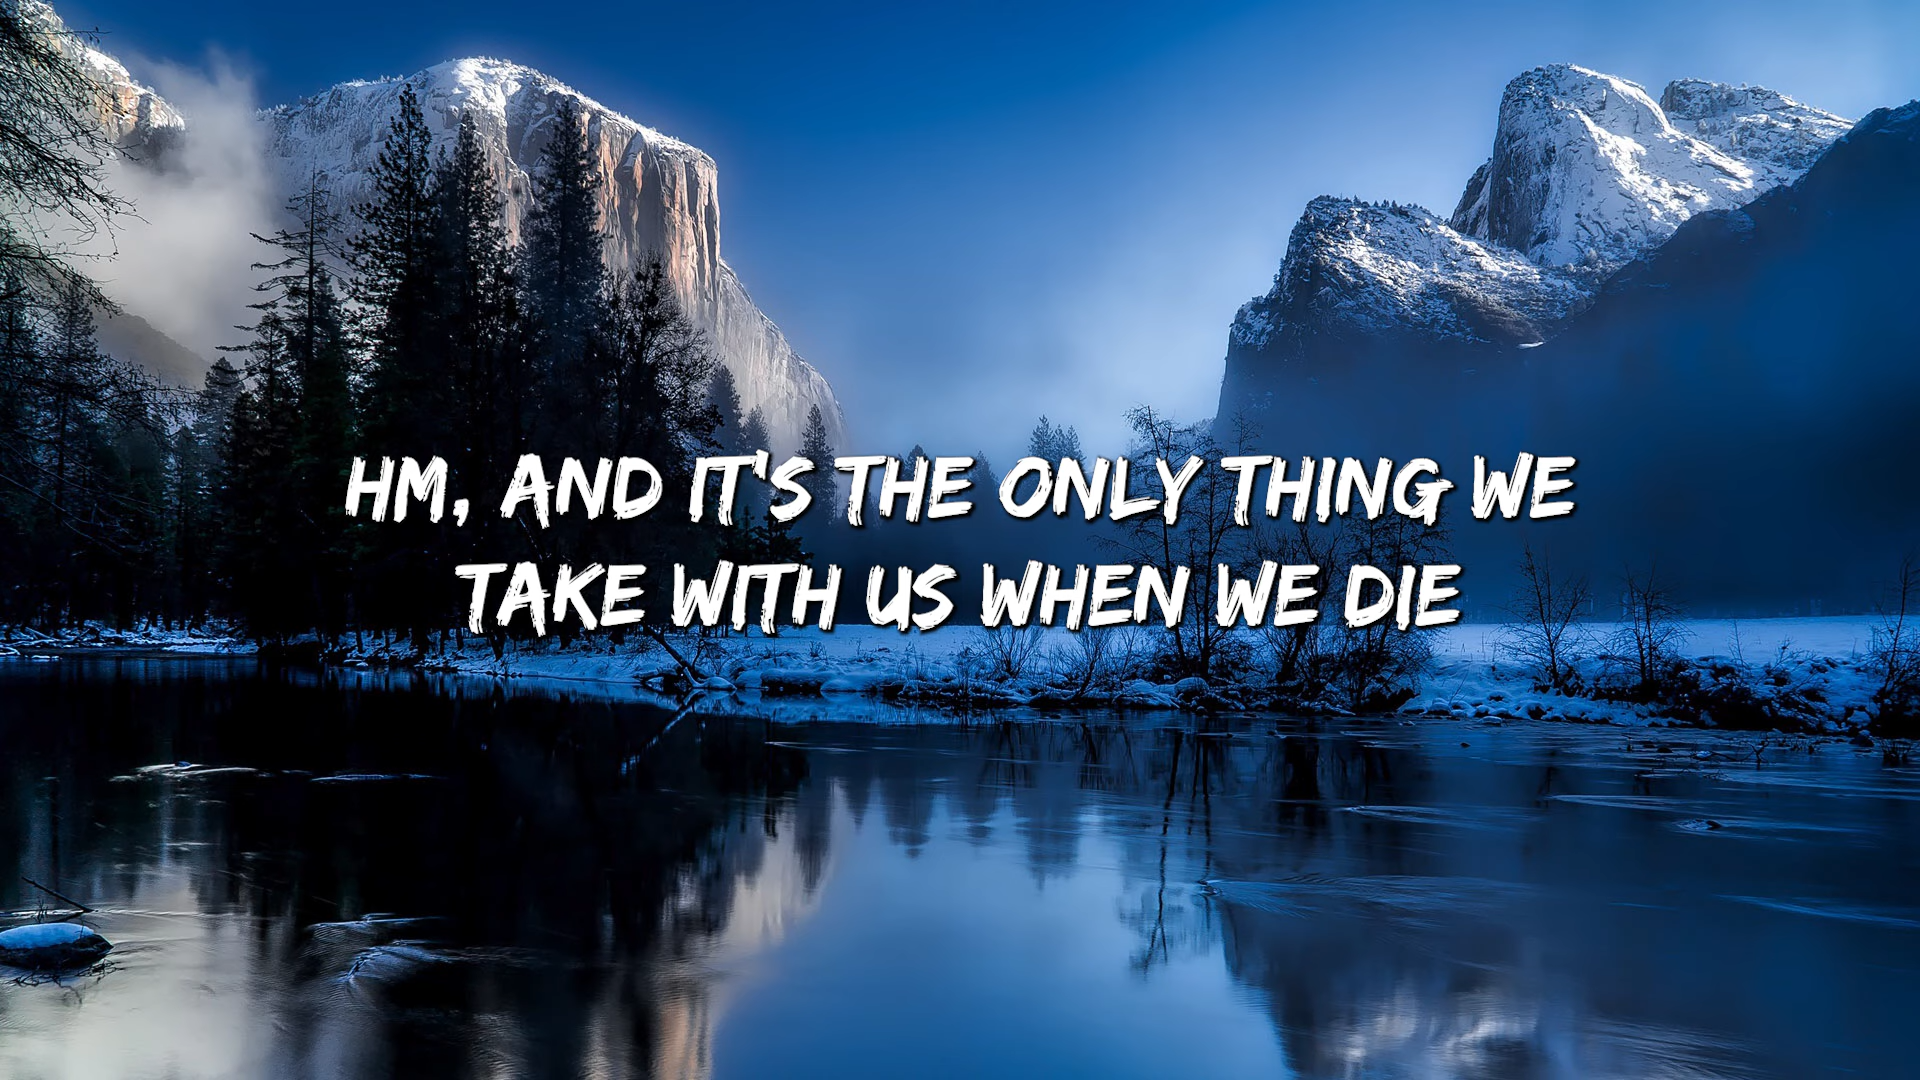 HM, AND IT'S THE ONLY THING WE
TAKE WITH US WHEN WE DIE